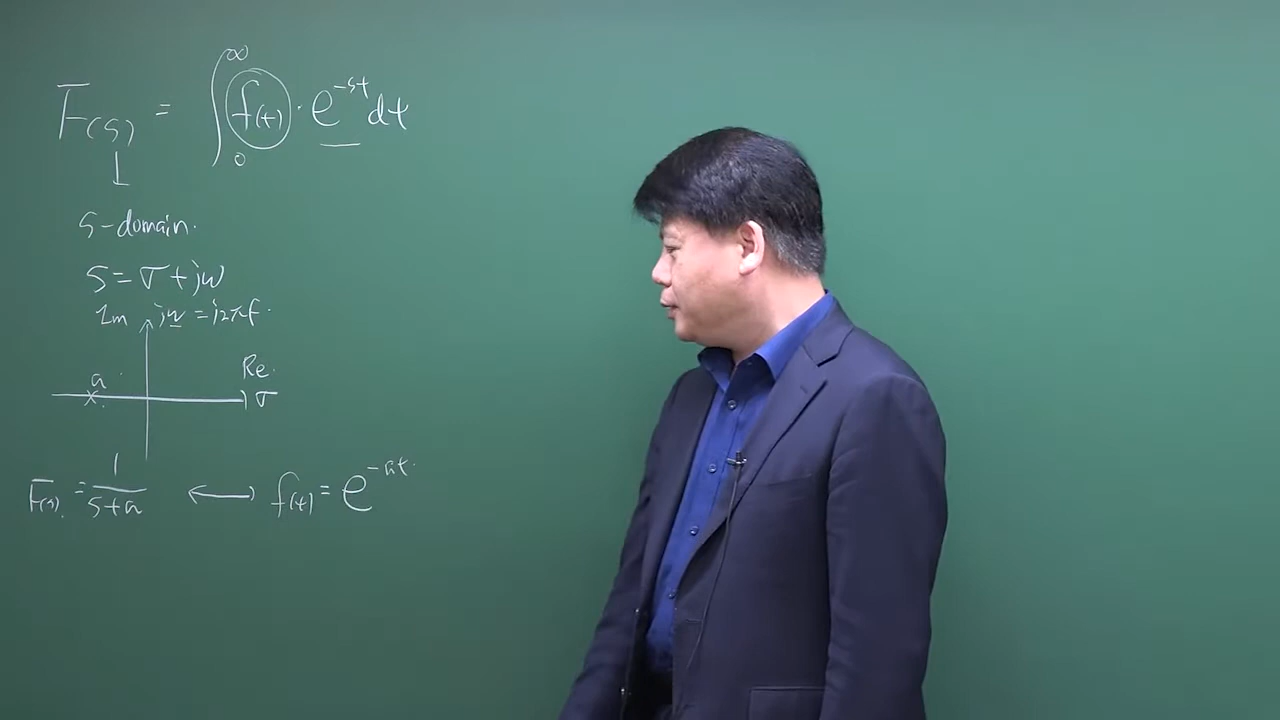 F(s) = ∫₀^∞ f(t) · e^{-st} dt
s-domain.
s = σ + jω
Im jω = j2πf.
a
Re.
σ
F(s) = 1/(s+a) ⟷ f(t) = e^{-at}